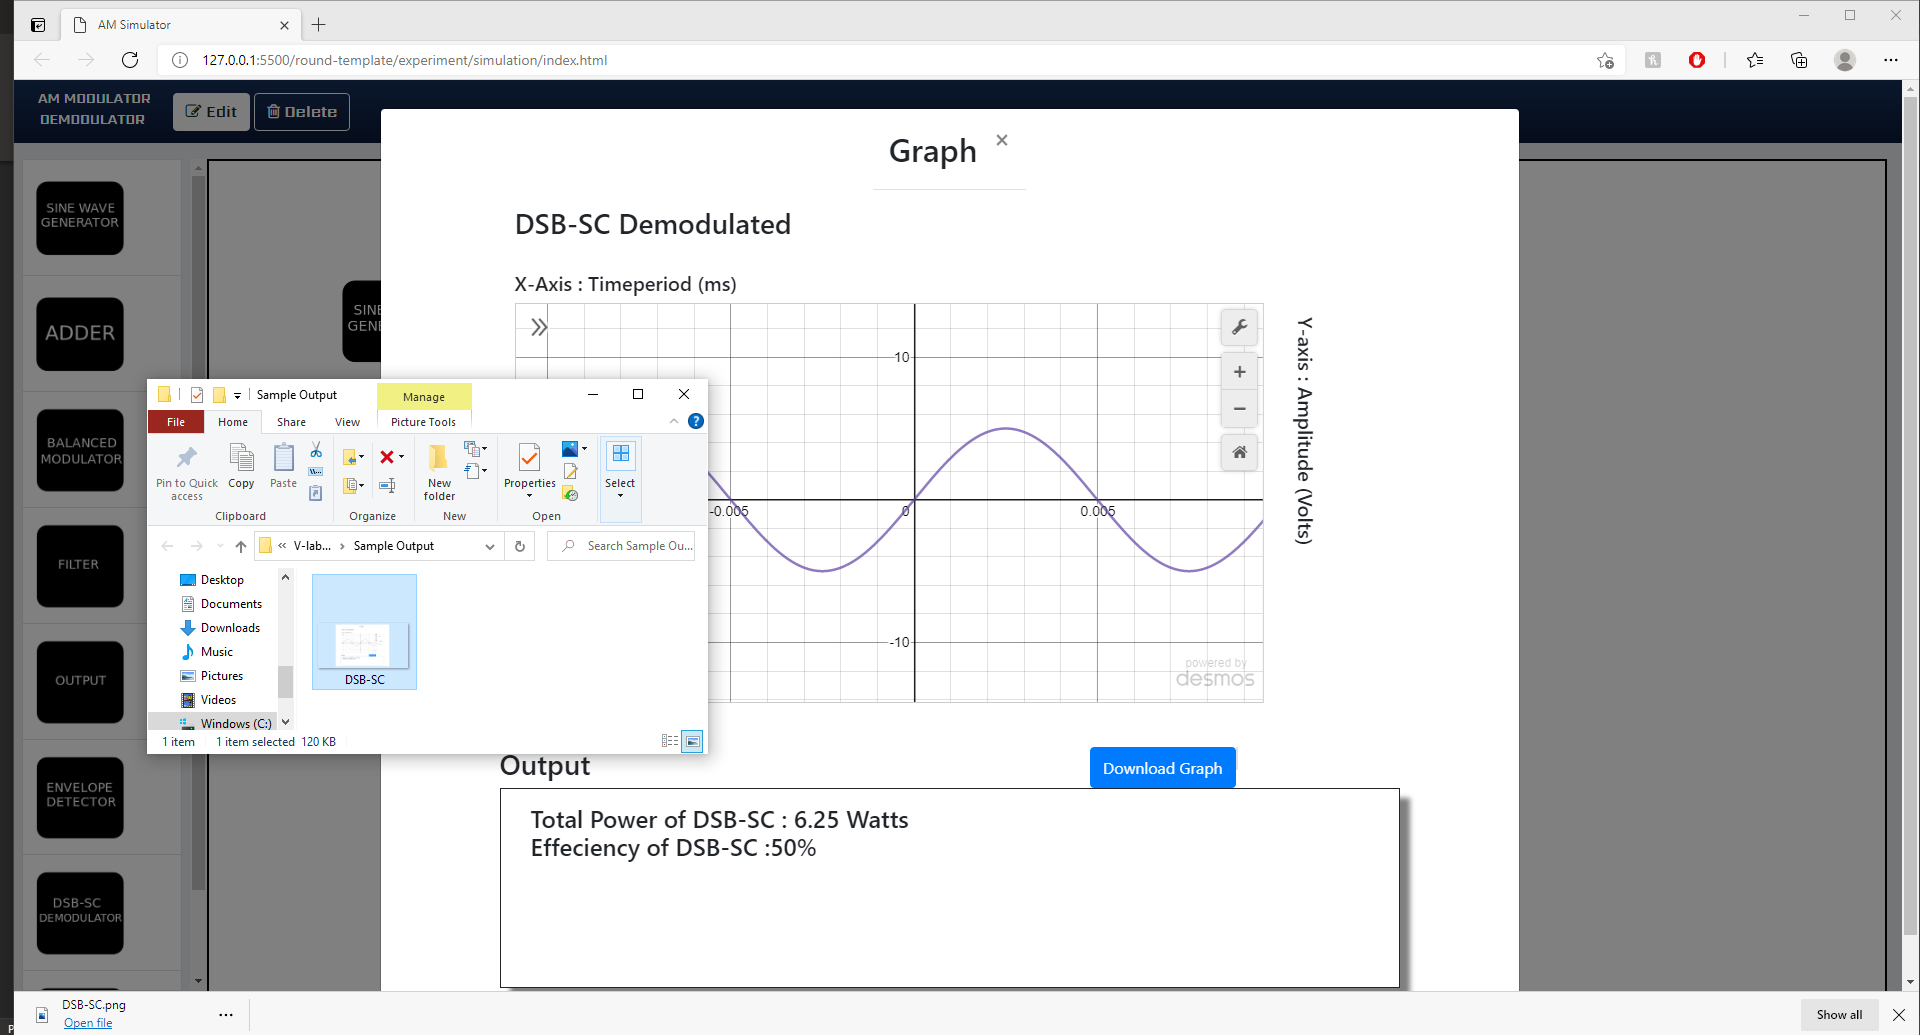 AM Simulator
127.0.0.1:5500/round-template/experiment/simulation/index.html
AM MODULATOR
DEMODULATOR
Edit
Delete
SINE WAVE
GENERATOR
ADDER
BALANCED
MODULATOR
FILTER
OUTPUT
ENVELOPE
DETECTOR
DSB-SC
DEMODULATOR
SINE
GENE
Graph
DSB-SC Demodulated
X-Axis : Timeperiod (ms)
10
-0.005
0
0.005
-10
powered by
desmos
Y-axis : Amplitude (Volts)
Sample Output
Manage
File
Home
Share
View
Picture Tools
Pin to Quick
access
Copy
Paste
New
folder
Properties
Select
Clipboard
Organize
New
Open
« V-lab... › Sample Output
Search Sample Ou...
Desktop
Documents
Downloads
Music
Pictures
Videos
Windows (C:)
DSB-SC
1 item
1 item selected 120 KB
Output
Download Graph
Total Power of DSB-SC : 6.25 Watts
Effeciency of DSB-SC :50%
DSB-SC.png
Open file
Show all